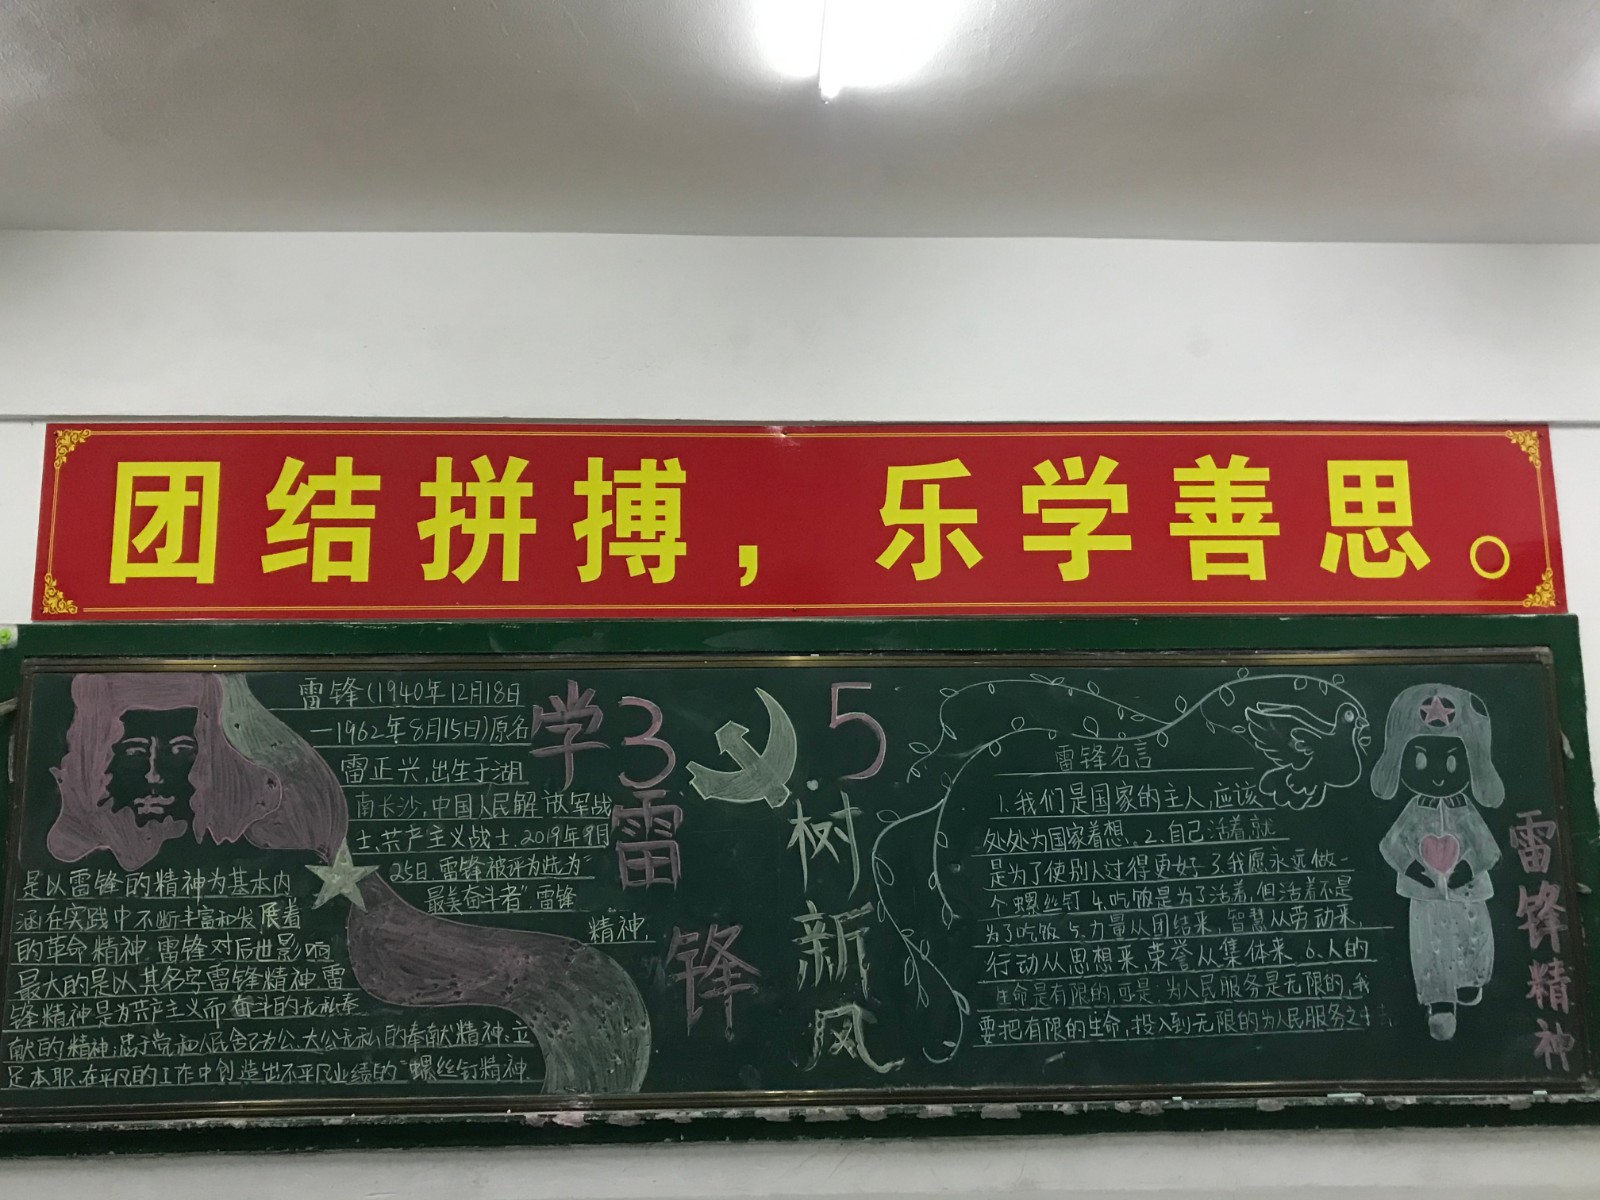 团结拼搏，乐学善思。
雷锋(1940年12月18日
—1962年8月15日)原名
雷正兴,出生于湖
南长沙,中国人民解放军战
士,共产主义战士.2019年9月
25日,雷锋被评为选为"
最美奋斗者".雷锋
精神,
是以雷锋的精神为基本内
涵在实践中不断丰富和发展着
的革命精神.雷锋对后世影响
最大的是以其名字雷锋精神雷
锋精神是为共产主义而奋斗的无私奉
献的精神;忠于党和人民舍己为公、大公无私的奉献精神;立
足本职、在平凡的工作中创造出不平凡业绩的"螺丝钉精神
学3
雷
锋
5
树
新
风
雷锋名言
1.我们是国家的主人,应该
处处为国家着想。2.自己活着,就
是为了使别人过得更好 3.我愿永远做一
个螺丝钉 4.吃饭是为了活着,但活着不是
为了吃饭 5.力量从团结来,智慧从劳动来,
行动从思想来,荣誉从集体来 6.人的
生命是有限的,可是,为人民服务是无限的,我
要把有限的生命,投入到无限的为人民服务之中
雷锋精神